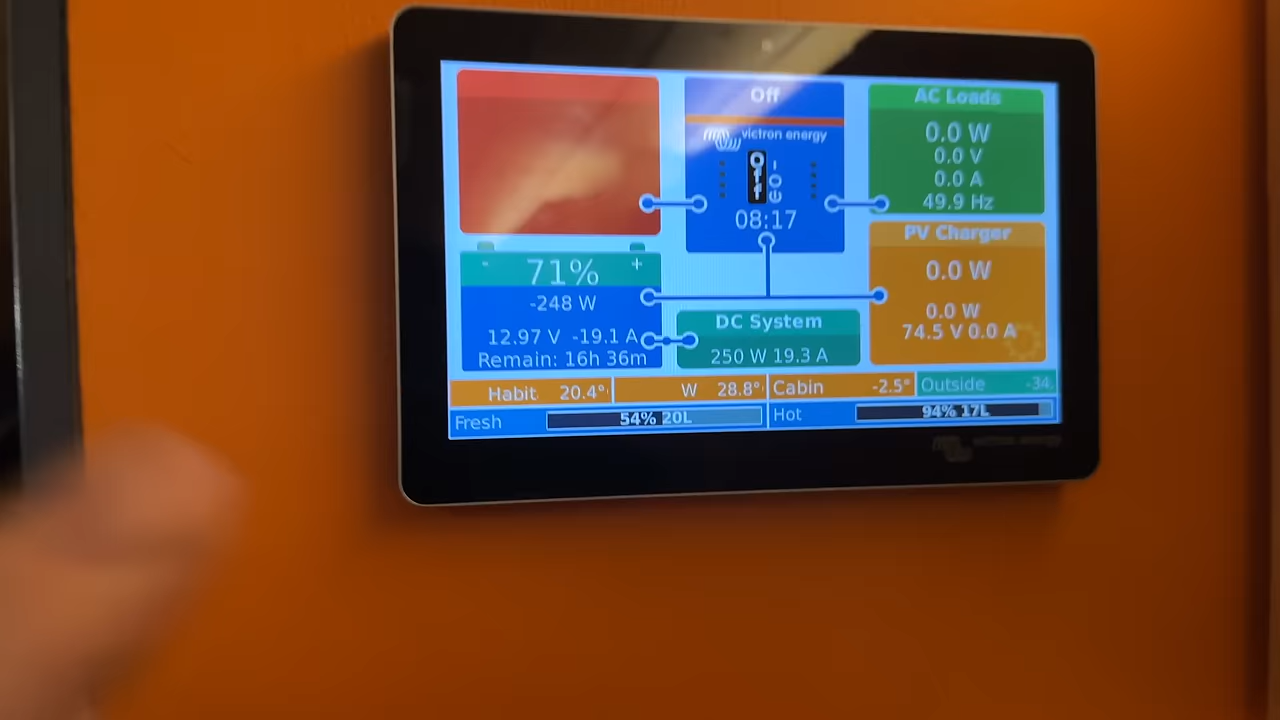 Off
victron energy
Off
08:17
AC Loads
0.0 W
0.0 V
0.0 A
49.9 Hz
- 71% +
-248 W
12.97 V -19.1 A
Remain: 16h 36m
DC System
250 W 19.3 A
PV Charger
0.0 W
0.0 W
74.5 V 0.0 A
Habit 20.4°
W 28.8°
Cabin -2.5°
Outside -34.
Fresh 54% 20L
Hot 94% 17L
victron energy